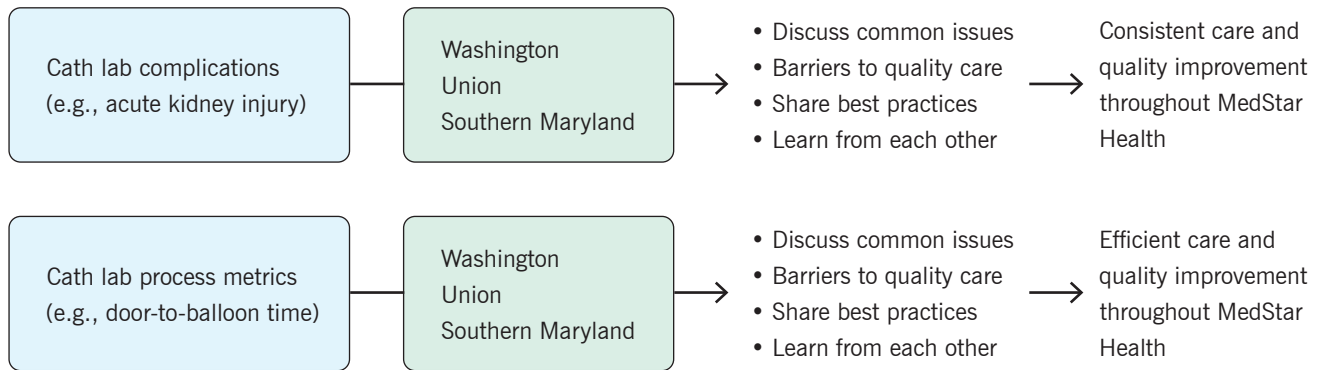 Cath lab complications
(e.g., acute kidney injury)
Washington
Union
Southern Maryland
• Discuss common issues
• Barriers to quality care
• Share best practices
• Learn from each other
Consistent care and
quality improvement
throughout MedStar
Health
Cath lab process metrics
(e.g., door-to-balloon time)
Washington
Union
Southern Maryland
• Discuss common issues
• Barriers to quality care
• Share best practices
• Learn from each other
Efficient care and
quality improvement
throughout MedStar
Health